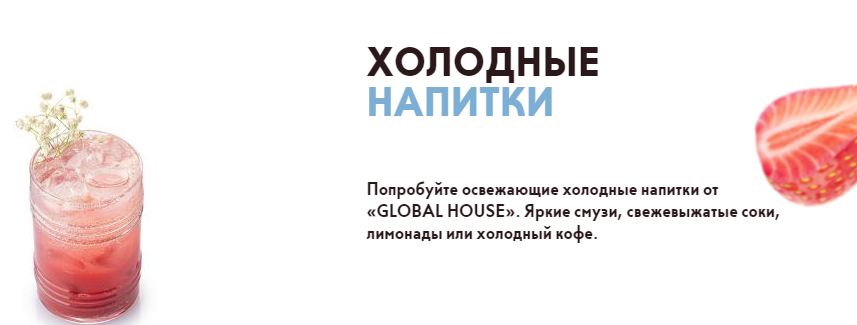 ХОЛОДНЫЕ
НАПИТКИ
Попробуйте освежающие холодные напитки от
«GLOBAL HOUSE». Яркие смузи, свежевыжатые соки,
лимонады или холодный кофе.